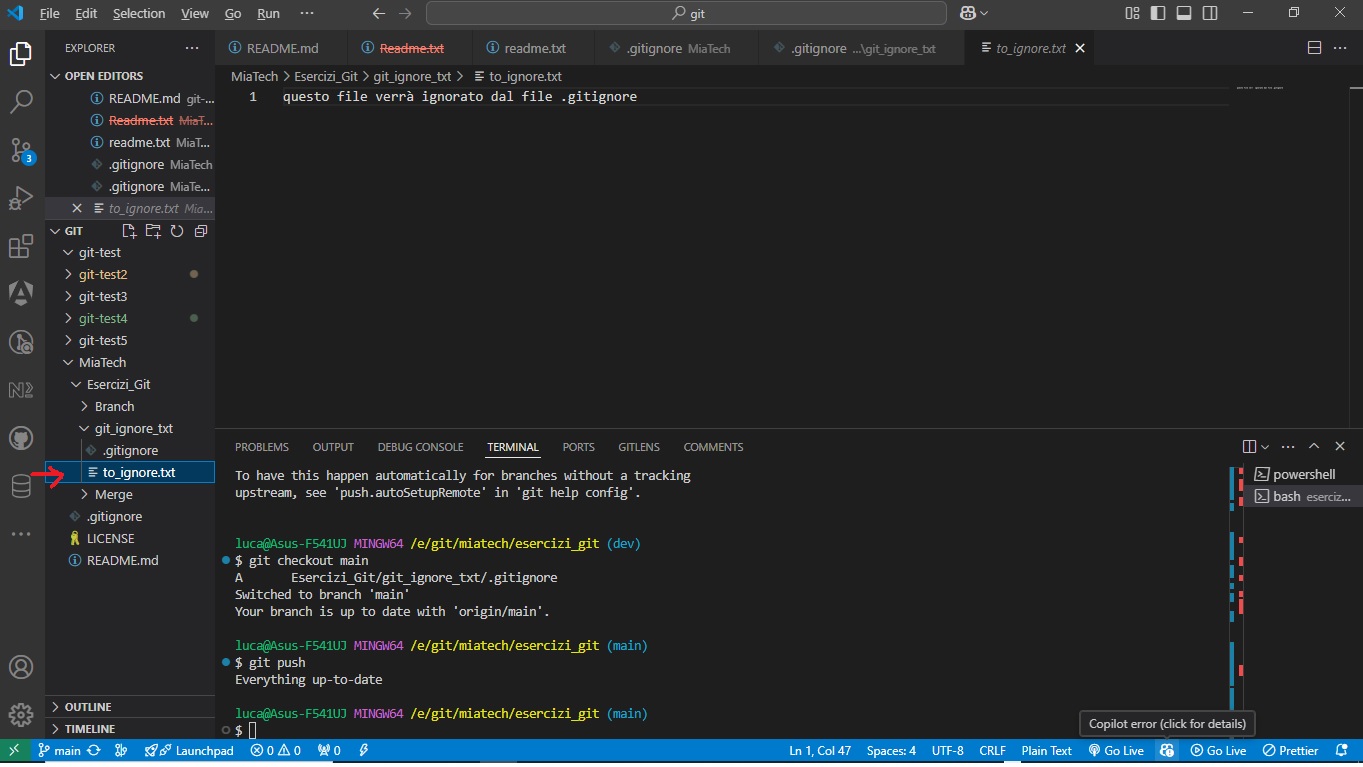 File Edit Selection View Go Run ··· git
EXPLORER ···
OPEN EDITORS
README.md git-...
Readme.txt MiaT...
readme.txt MiaT...
.gitignore MiaTech
.gitignore MiaTe...
to_ignore.txt Mia...
GIT
git-test
git-test2
git-test3
git-test4
git-test5
MiaTech
Esercizi_Git
Branch
git_ignore_txt
.gitignore
to_ignore.txt
Merge
.gitignore
LICENSE
README.md
OUTLINE
TIMELINE
3
README.md Readme.txt readme.txt .gitignore MiaTech .gitignore ...\git_ignore_txt to_ignore.txt
MiaTech > Esercizi_Git > git_ignore_txt > to_ignore.txt
1 questo file verrà ignorato dal file .gitignore
PROBLEMS OUTPUT DEBUG CONSOLE TERMINAL PORTS GITLENS COMMENTS
To have this happen automatically for branches without a tracking
upstream, see 'push.autoSetupRemote' in 'git help config'.
luca@Asus-F541UJ MINGW64 /e/git/miatech/esercizi_git (dev)
$ git checkout main
A Esercizi_Git/git_ignore_txt/.gitignore
Switched to branch 'main'
Your branch is up to date with 'origin/main'.
luca@Asus-F541UJ MINGW64 /e/git/miatech/esercizi_git (main)
$ git push
Everything up-to-date
luca@Asus-F541UJ MINGW64 /e/git/miatech/esercizi_git (main)
$
powershell
bash eserciz...
Copilot error (click for details)
main Launchpad 0 0 0 Ln 1, Col 47 Spaces: 4 UTF-8 CRLF Plain Text Go Live Go Live Prettier